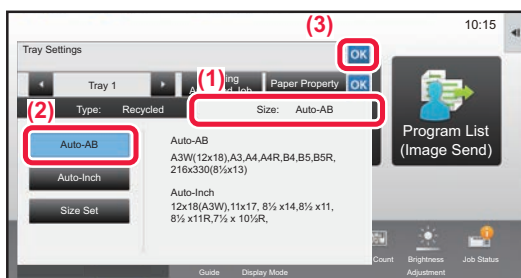 (3)
10:15
Tray Settings
OK
(1)
Tray 1
Paper Property
OK
(2)
Type: Recycled
Size: Auto-AB
Auto-AB
Auto-Inch
Size Set
Auto-AB
A3W(12x18),A3,A4,A4R,B4,B5,B5R,
216x330(8½x13)
Auto-Inch
12x18(A3W),11x17, 8½ x14,8½ x11,
8½ x11R,7½ x 10½R,
Program List
(Image Send)
Count
Brightness
Adjustment
Job Status
Guide
Display Mode